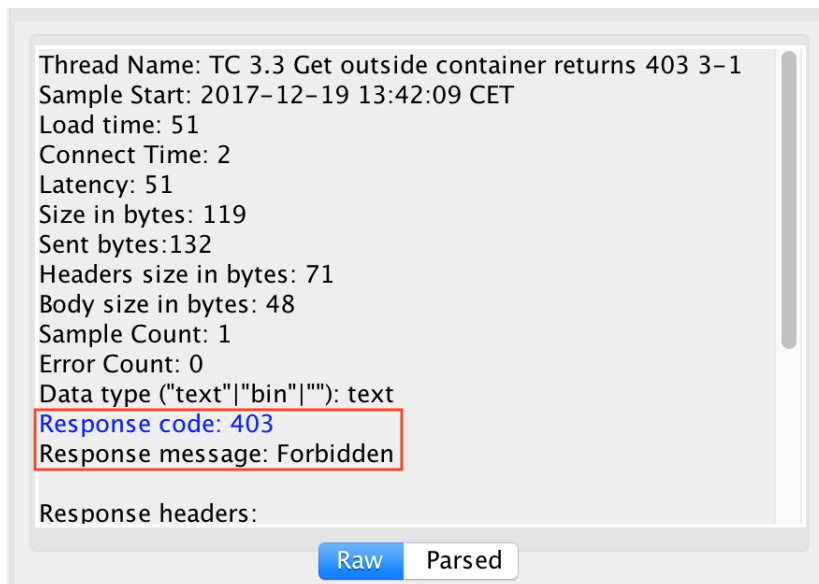 Thread Name: TC 3.3 Get outside container returns 403 3-1
Sample Start: 2017-12-19 13:42:09 CET
Load time: 51
Connect Time: 2
Latency: 51
Size in bytes: 119
Sent bytes:132
Headers size in bytes: 71
Body size in bytes: 48
Sample Count: 1
Error Count: 0
Data type ("text"|"bin"|""): text
Response code: 403
Response message: Forbidden
Response headers:
Raw Parsed